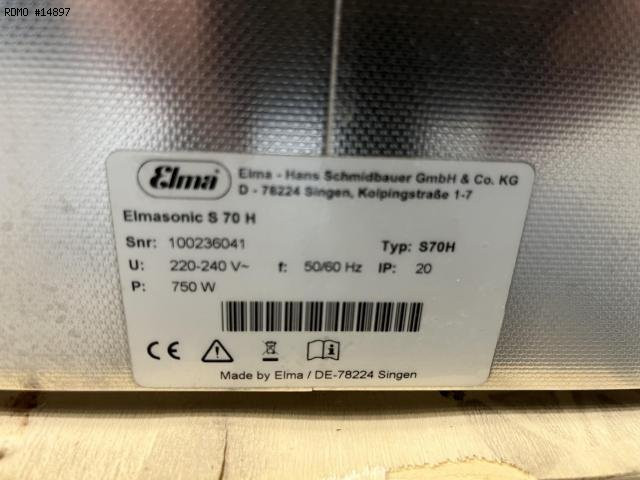 RDMO #14897
Elma Elma - Hans Schmidbauer GmbH & Co. KG
D - 78224 Singen, Kolpingstraße 1-7
Elmasonic S 70 H
Snr: 100236041 Typ: S70H
U: 220-240 V~ f: 50/60 Hz IP: 20
P: 750 W
CE
Made by Elma / DE-78224 Singen